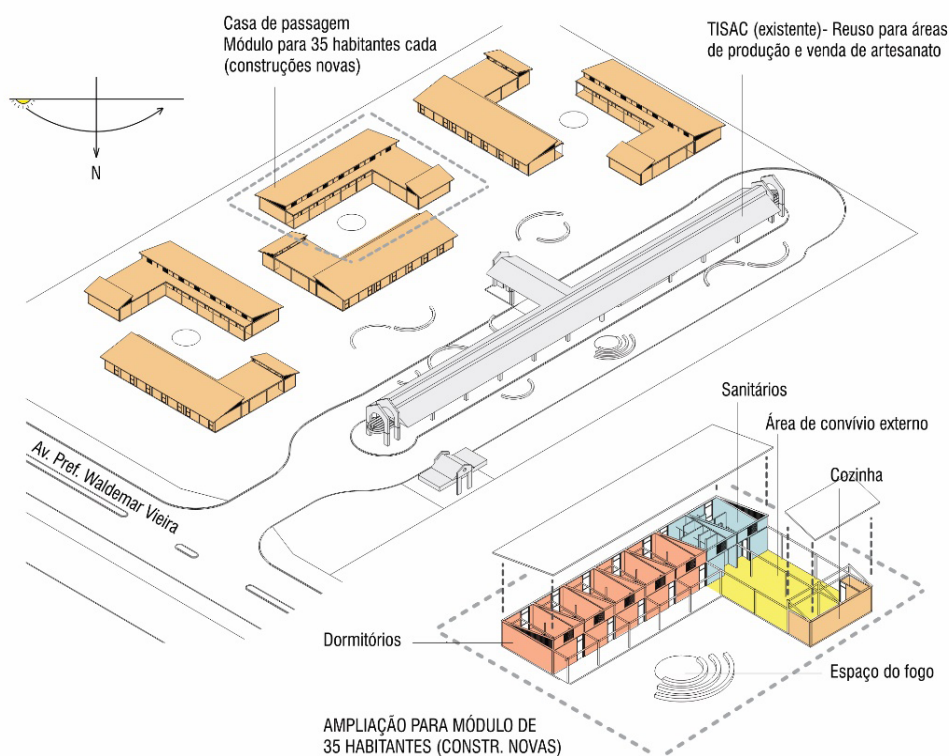 Casa de passagem
Módulo para 35 habitantes cada
(construções novas)
TISAC (existente)- Reuso para áreas
de produção e venda de artesanato
N
Av. Pref. Waldemar Vieira
Sanitários
Área de convívio externo
Cozinha
Dormitórios
Espaço do fogo
AMPLIAÇÃO PARA MÓDULO DE
35 HABITANTES (CONSTR. NOVAS)